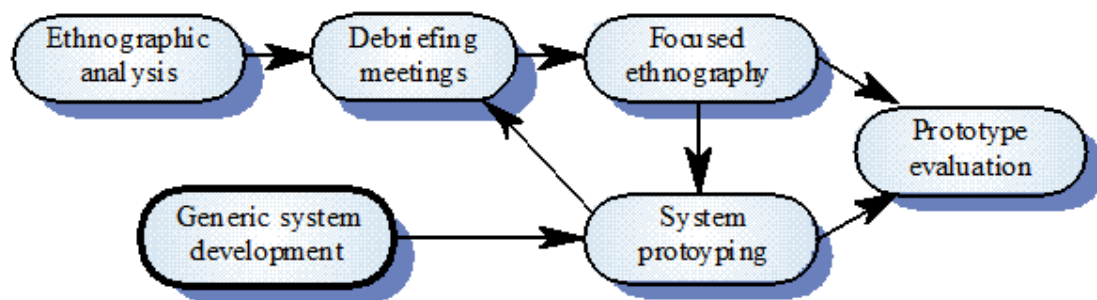 Ethnographic
analysis
Debriefing
meetings
Focused
ethnography
Prototype
evaluation
Generic system
development
System
protoyping